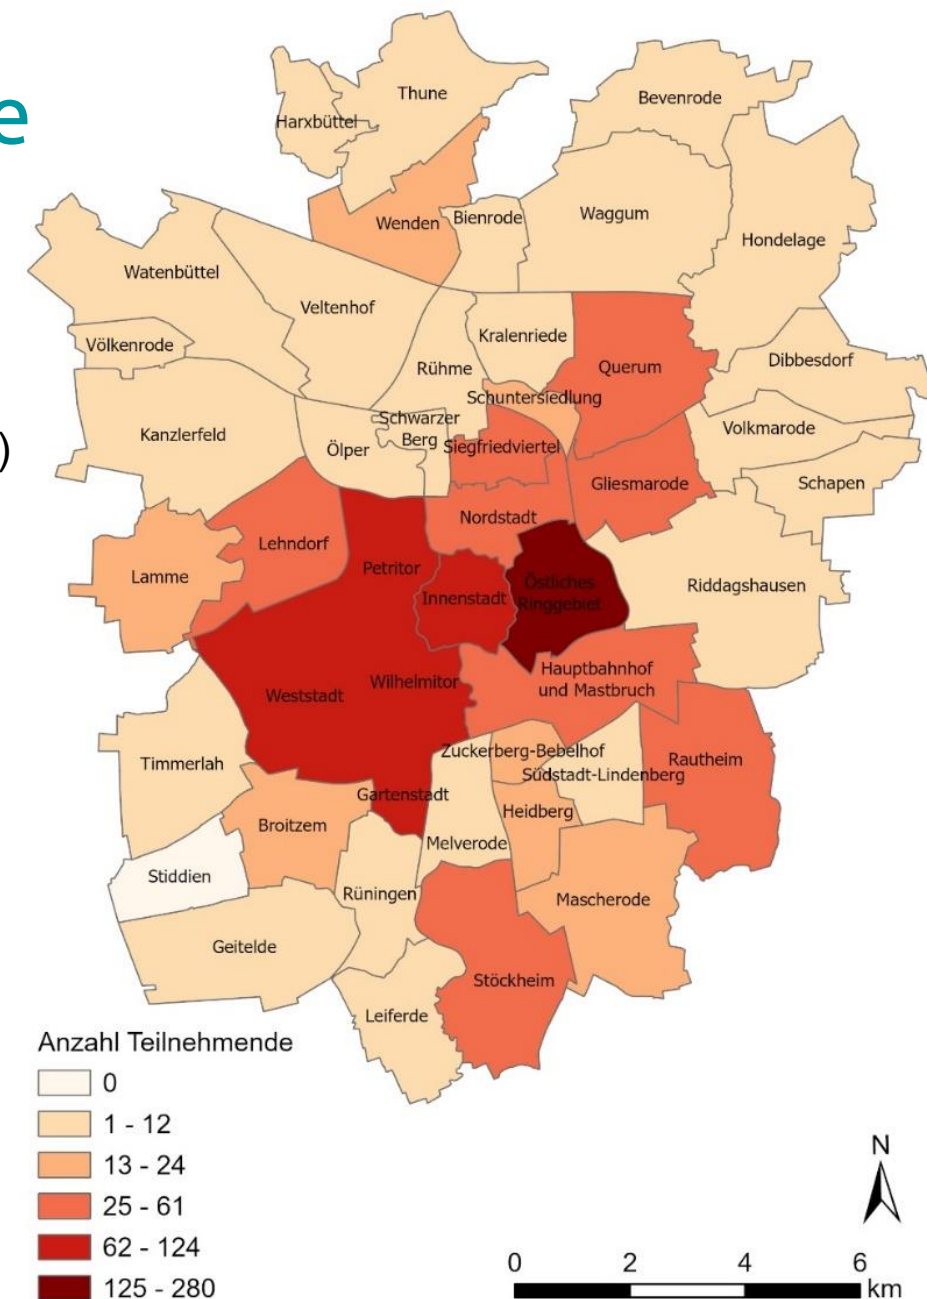 e
Thune
Harxbüttel
Bevenrode
Wenden
Bienrode
Waggum
Hondelage
Watenbüttel
Veltenhof
Völkenrode
Kralenriede
Rühme
Querum
Dibbesdorf
Schuntersiedlung
Schwarzer
Berg
Kanzlerfeld
)
Ölper
Siegfriedviertel
Volkmarode
Gliesmarode
Schapen
Nordstadt
Lehndorf
Petritor
Lamme
Innenstadt
Östliches
Ringgebiet
Riddagshausen
Hauptbahnhof
und Mastbruch
Weststadt
Wilhelmitor
Zuckerberg-Bebelhof
Timmerlah
Südstadt-Lindenberg
Rautheim
Gartenstadt
Broitzem
Heidberg
Melverode
Stiddien
Rüningen
Mascherode
Geitelde
Stöckheim
Leiferde
Anzahl Teilnehmende
0
1 - 12
13 - 24
25 - 61
62 - 124
125 - 280
N
0 2 4 6
km